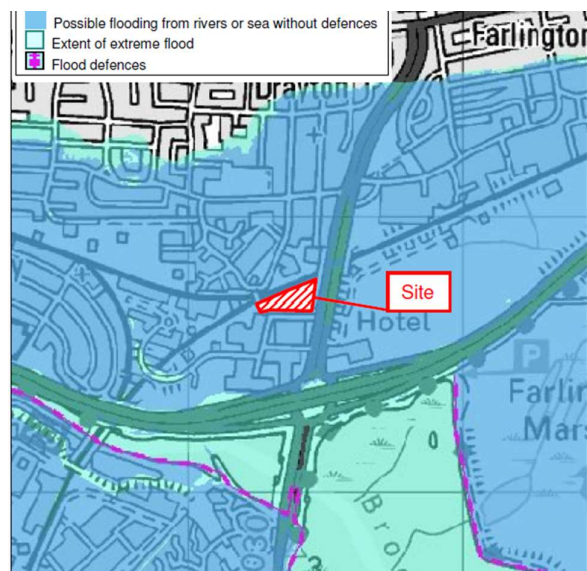 Possible flooding from rivers or sea without defences
Extent of extreme flood
Flood defences
Farlington
Drayton
Site
Hotel
P
Farlin
Mars
Bro